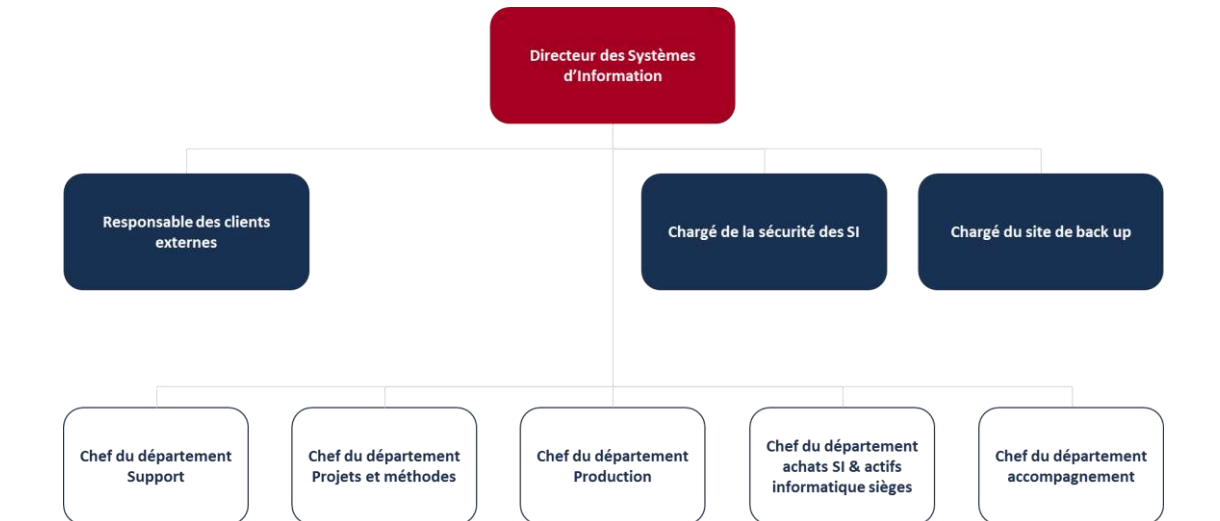 Directeur des Systèmes
d’Information
Responsable des clients
externes
Chargé de la sécurité des SI
Chargé du site de back up
Chef du département
Support
Chef du département
Projets et méthodes
Chef du département
Production
Chef du département
achats SI & actifs
informatique sièges
Chef du département
accompagnement